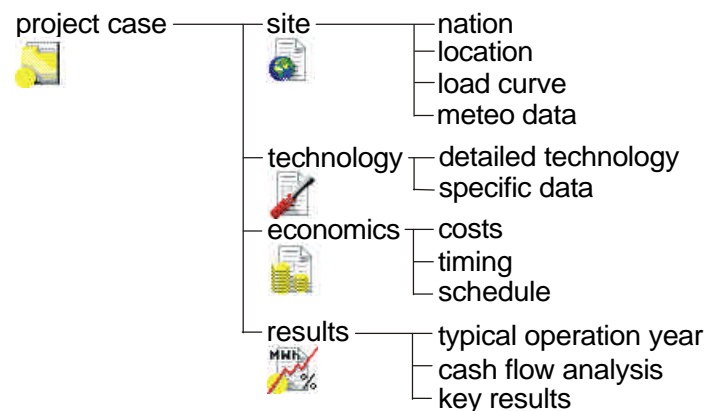 project case
site
nation
location
load curve
meteo data
technology
detailed technology
specific data
economics
costs
timing
schedule
results
typical operation year
MWh
%
cash flow analysis
key results